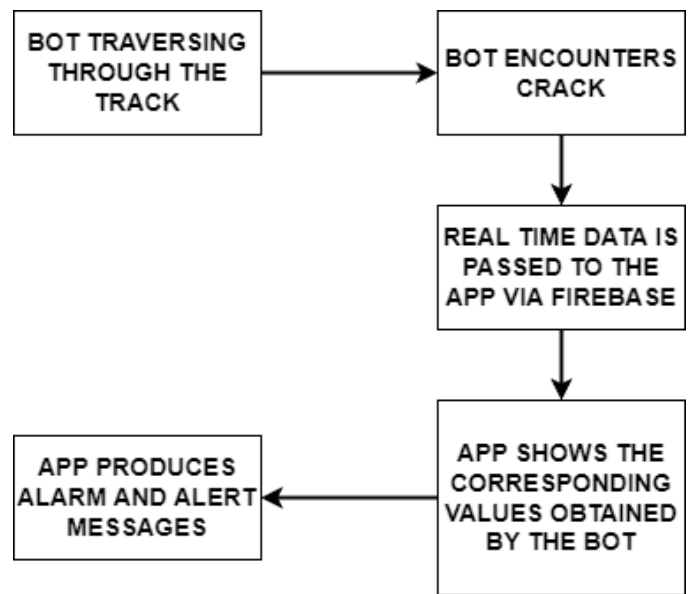 BOT TRAVERSING
THROUGH THE
TRACK
BOT ENCOUNTERS
CRACK
REAL TIME DATA IS
PASSED TO THE
APP VIA FIREBASE
APP SHOWS THE
CORRESPONDING
VALUES OBTAINED
BY THE BOT
APP PRODUCES
ALARM AND ALERT
MESSAGES